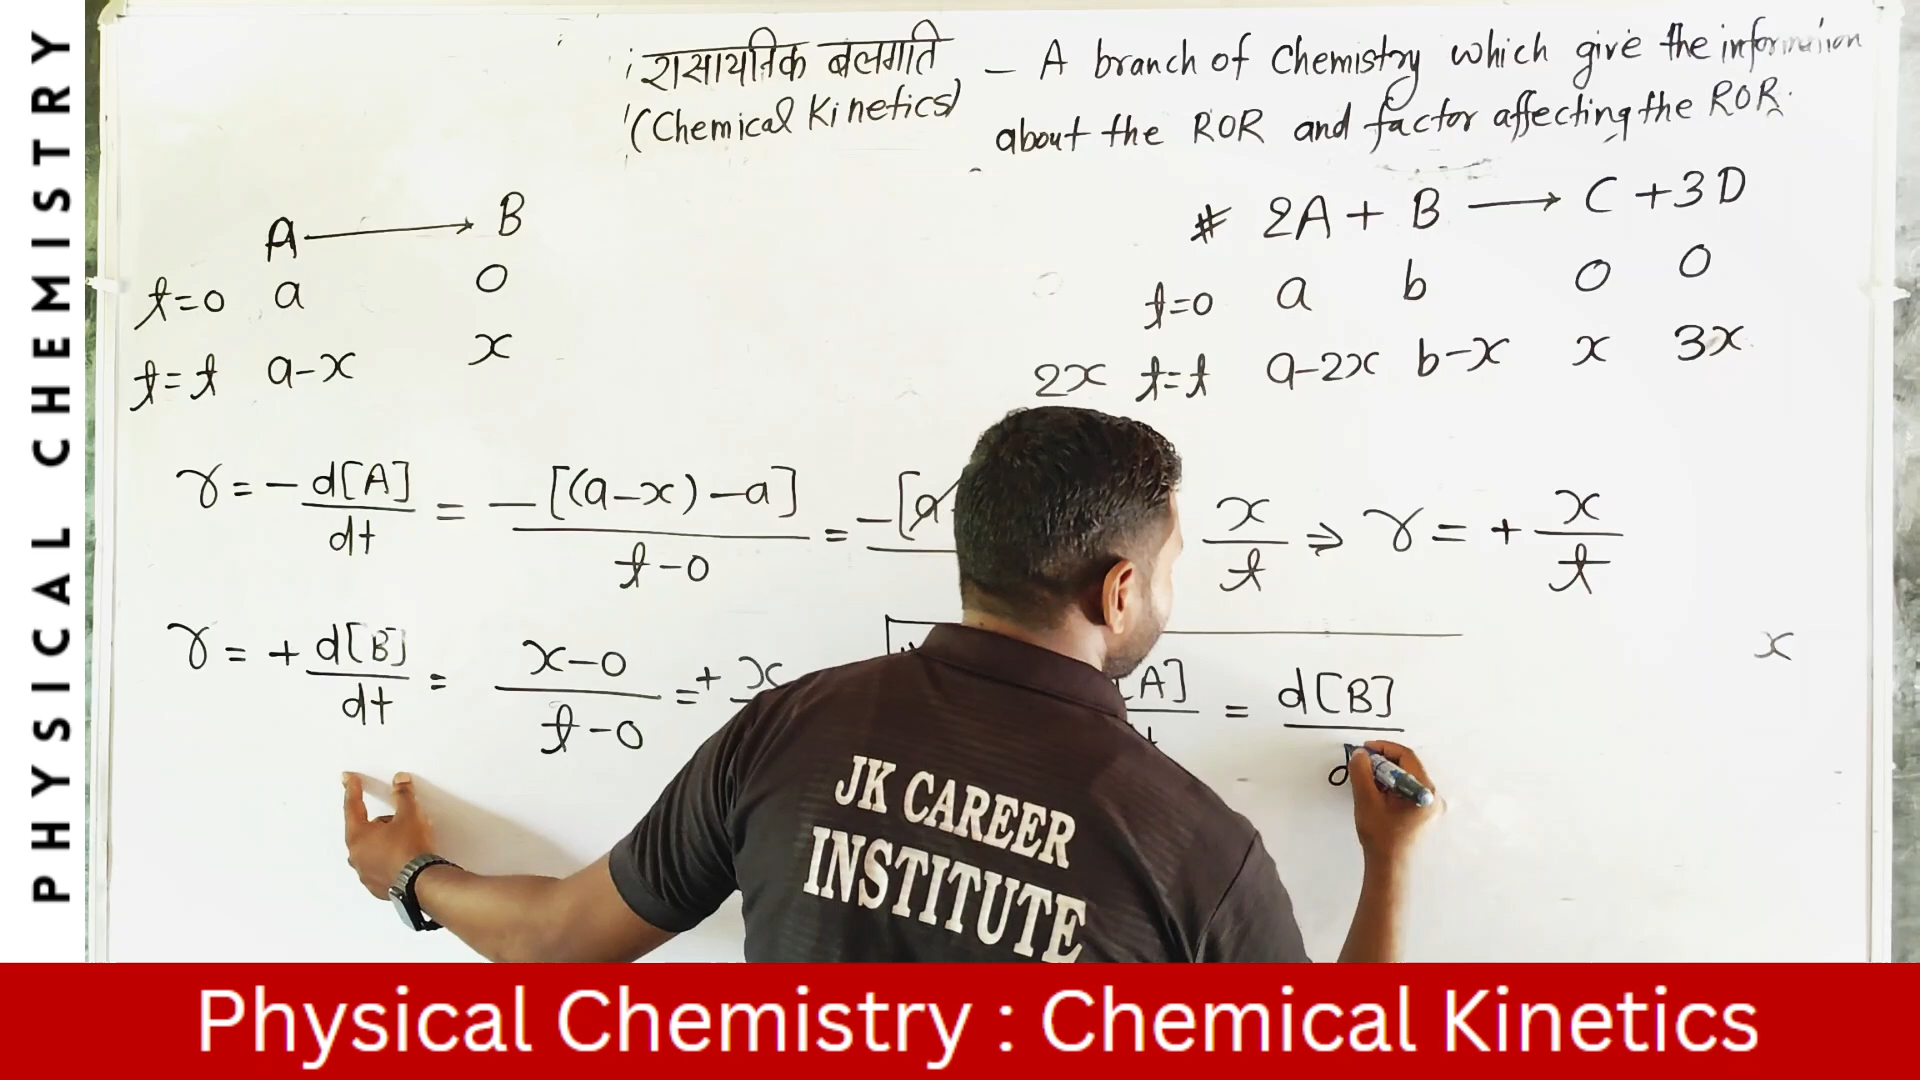 PHYSICAL CHEMISTRY
रासायनिक बलगति – A branch of Chemistry which give the information
(Chemical Kinetics) about the ROR and factor affecting the ROR.
A ⟶ B
t=0 a 0
t=t a-x x
# 2A + B ⟶ C + 3D
t=0 a b 0 0
2x t=t a-2x b-x x 3x
r = - d[A]/dt = -[(a-x)-a]/t-0 = -[a x/t ⇒ r = + x/t
r = + d[B]/dt = x-0/t-0 = + x
A] = d[B]/d
x
JK CAREER
INSTITUTE
Physical Chemistry : Chemical Kinetics